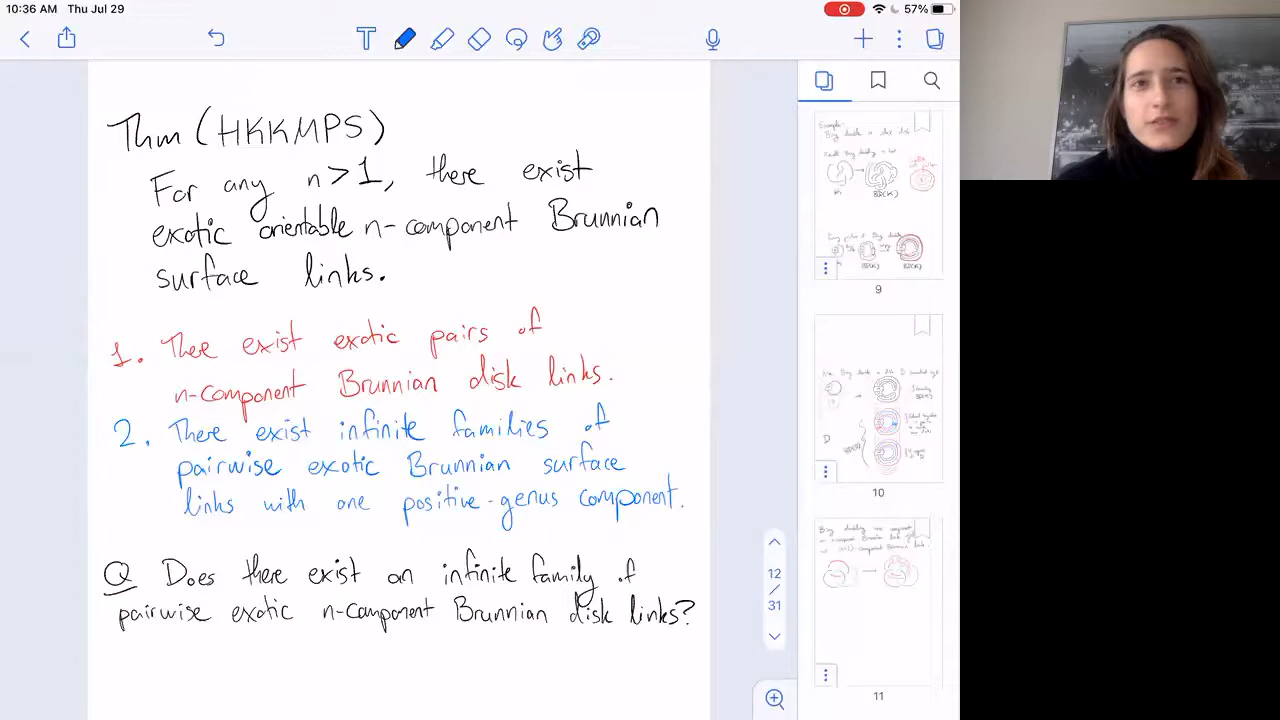 10:36 AM Thu Jul 29
57%
Thm (HKKMPS)
For any n>1, there exist
exotic orientable n-component Brunnian
surface links.
1. There exist exotic pairs of
n-component Brunnian disk links.
2. There exist infinite families of
pairwise exotic Brunnian surface
links with one positive-genus component.
Q Does there exist an infinite family of
pairwise exotic n-component Brunnian disk links?
12
/
31
9
10
11